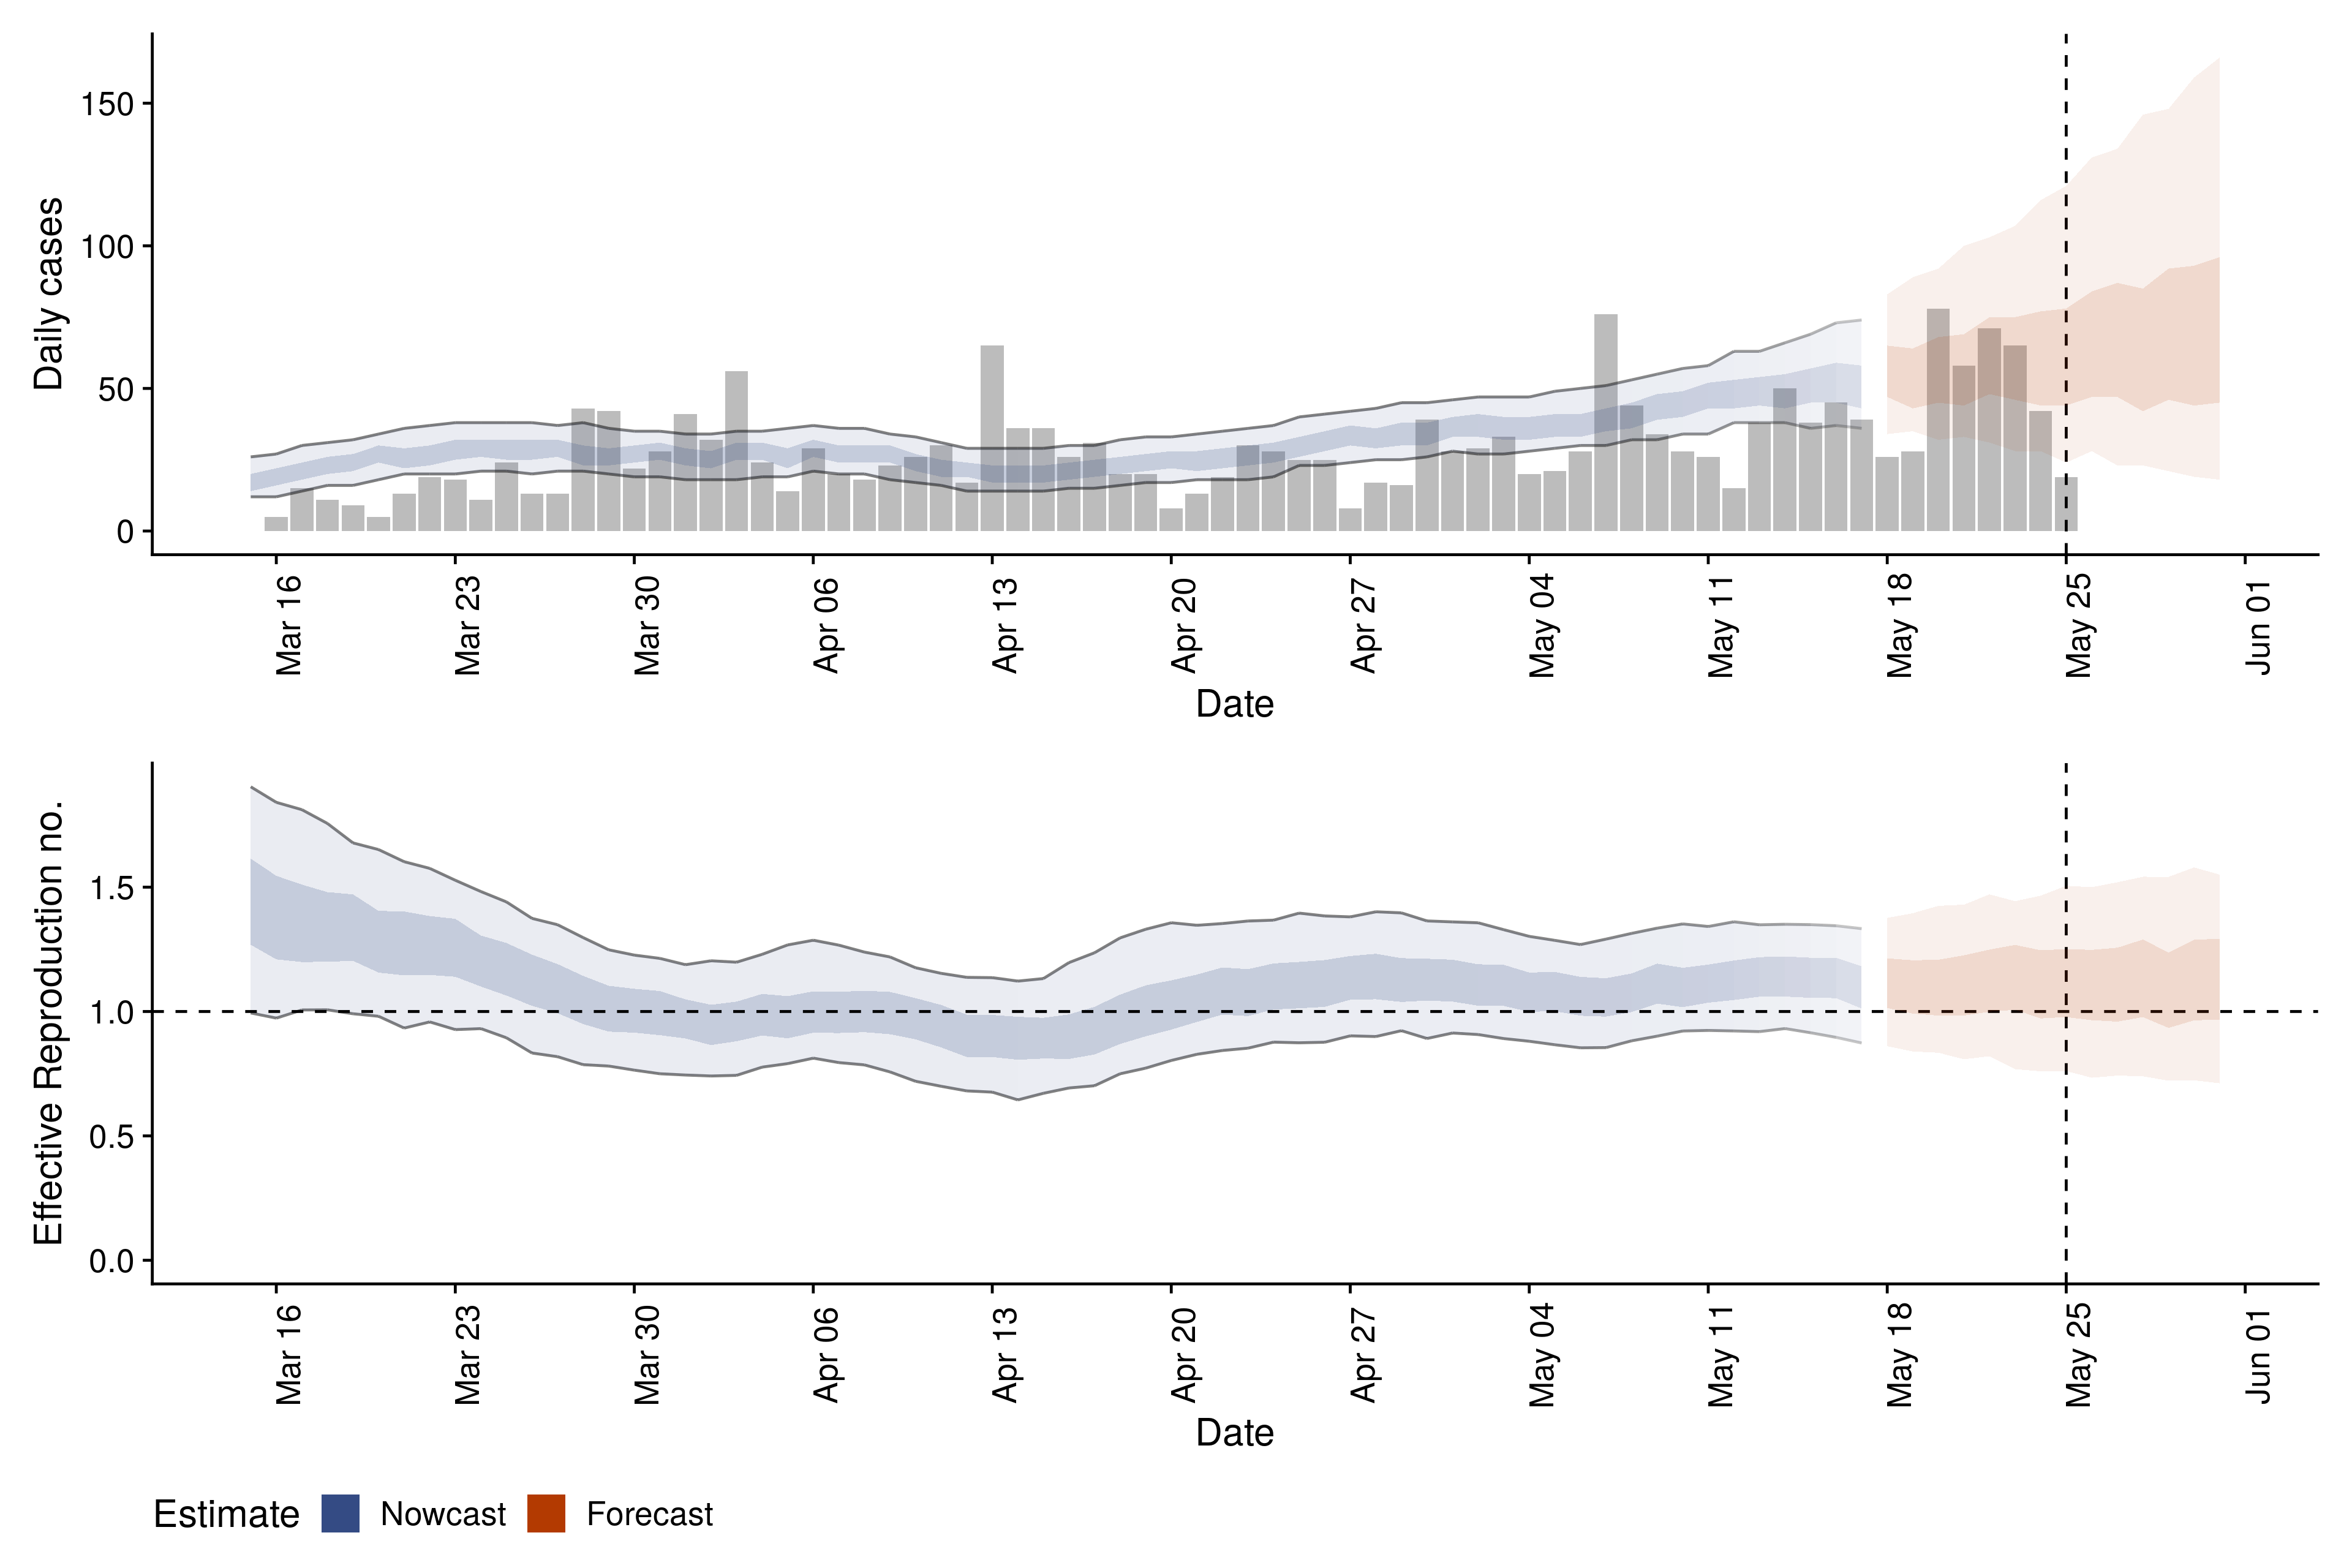 Daily cases
150
100
50
0
Mar 16
Mar 23
Mar 30
Apr 06
Apr 13
Apr 20
Apr 27
May 04
May 11
May 18
May 25
Jun 01
Date
Effective Reproduction no.
1.5
1.0
0.5
0.0
Mar 16
Mar 23
Mar 30
Apr 06
Apr 13
Apr 20
Apr 27
May 04
May 11
May 18
May 25
Jun 01
Date
Estimate Nowcast Forecast